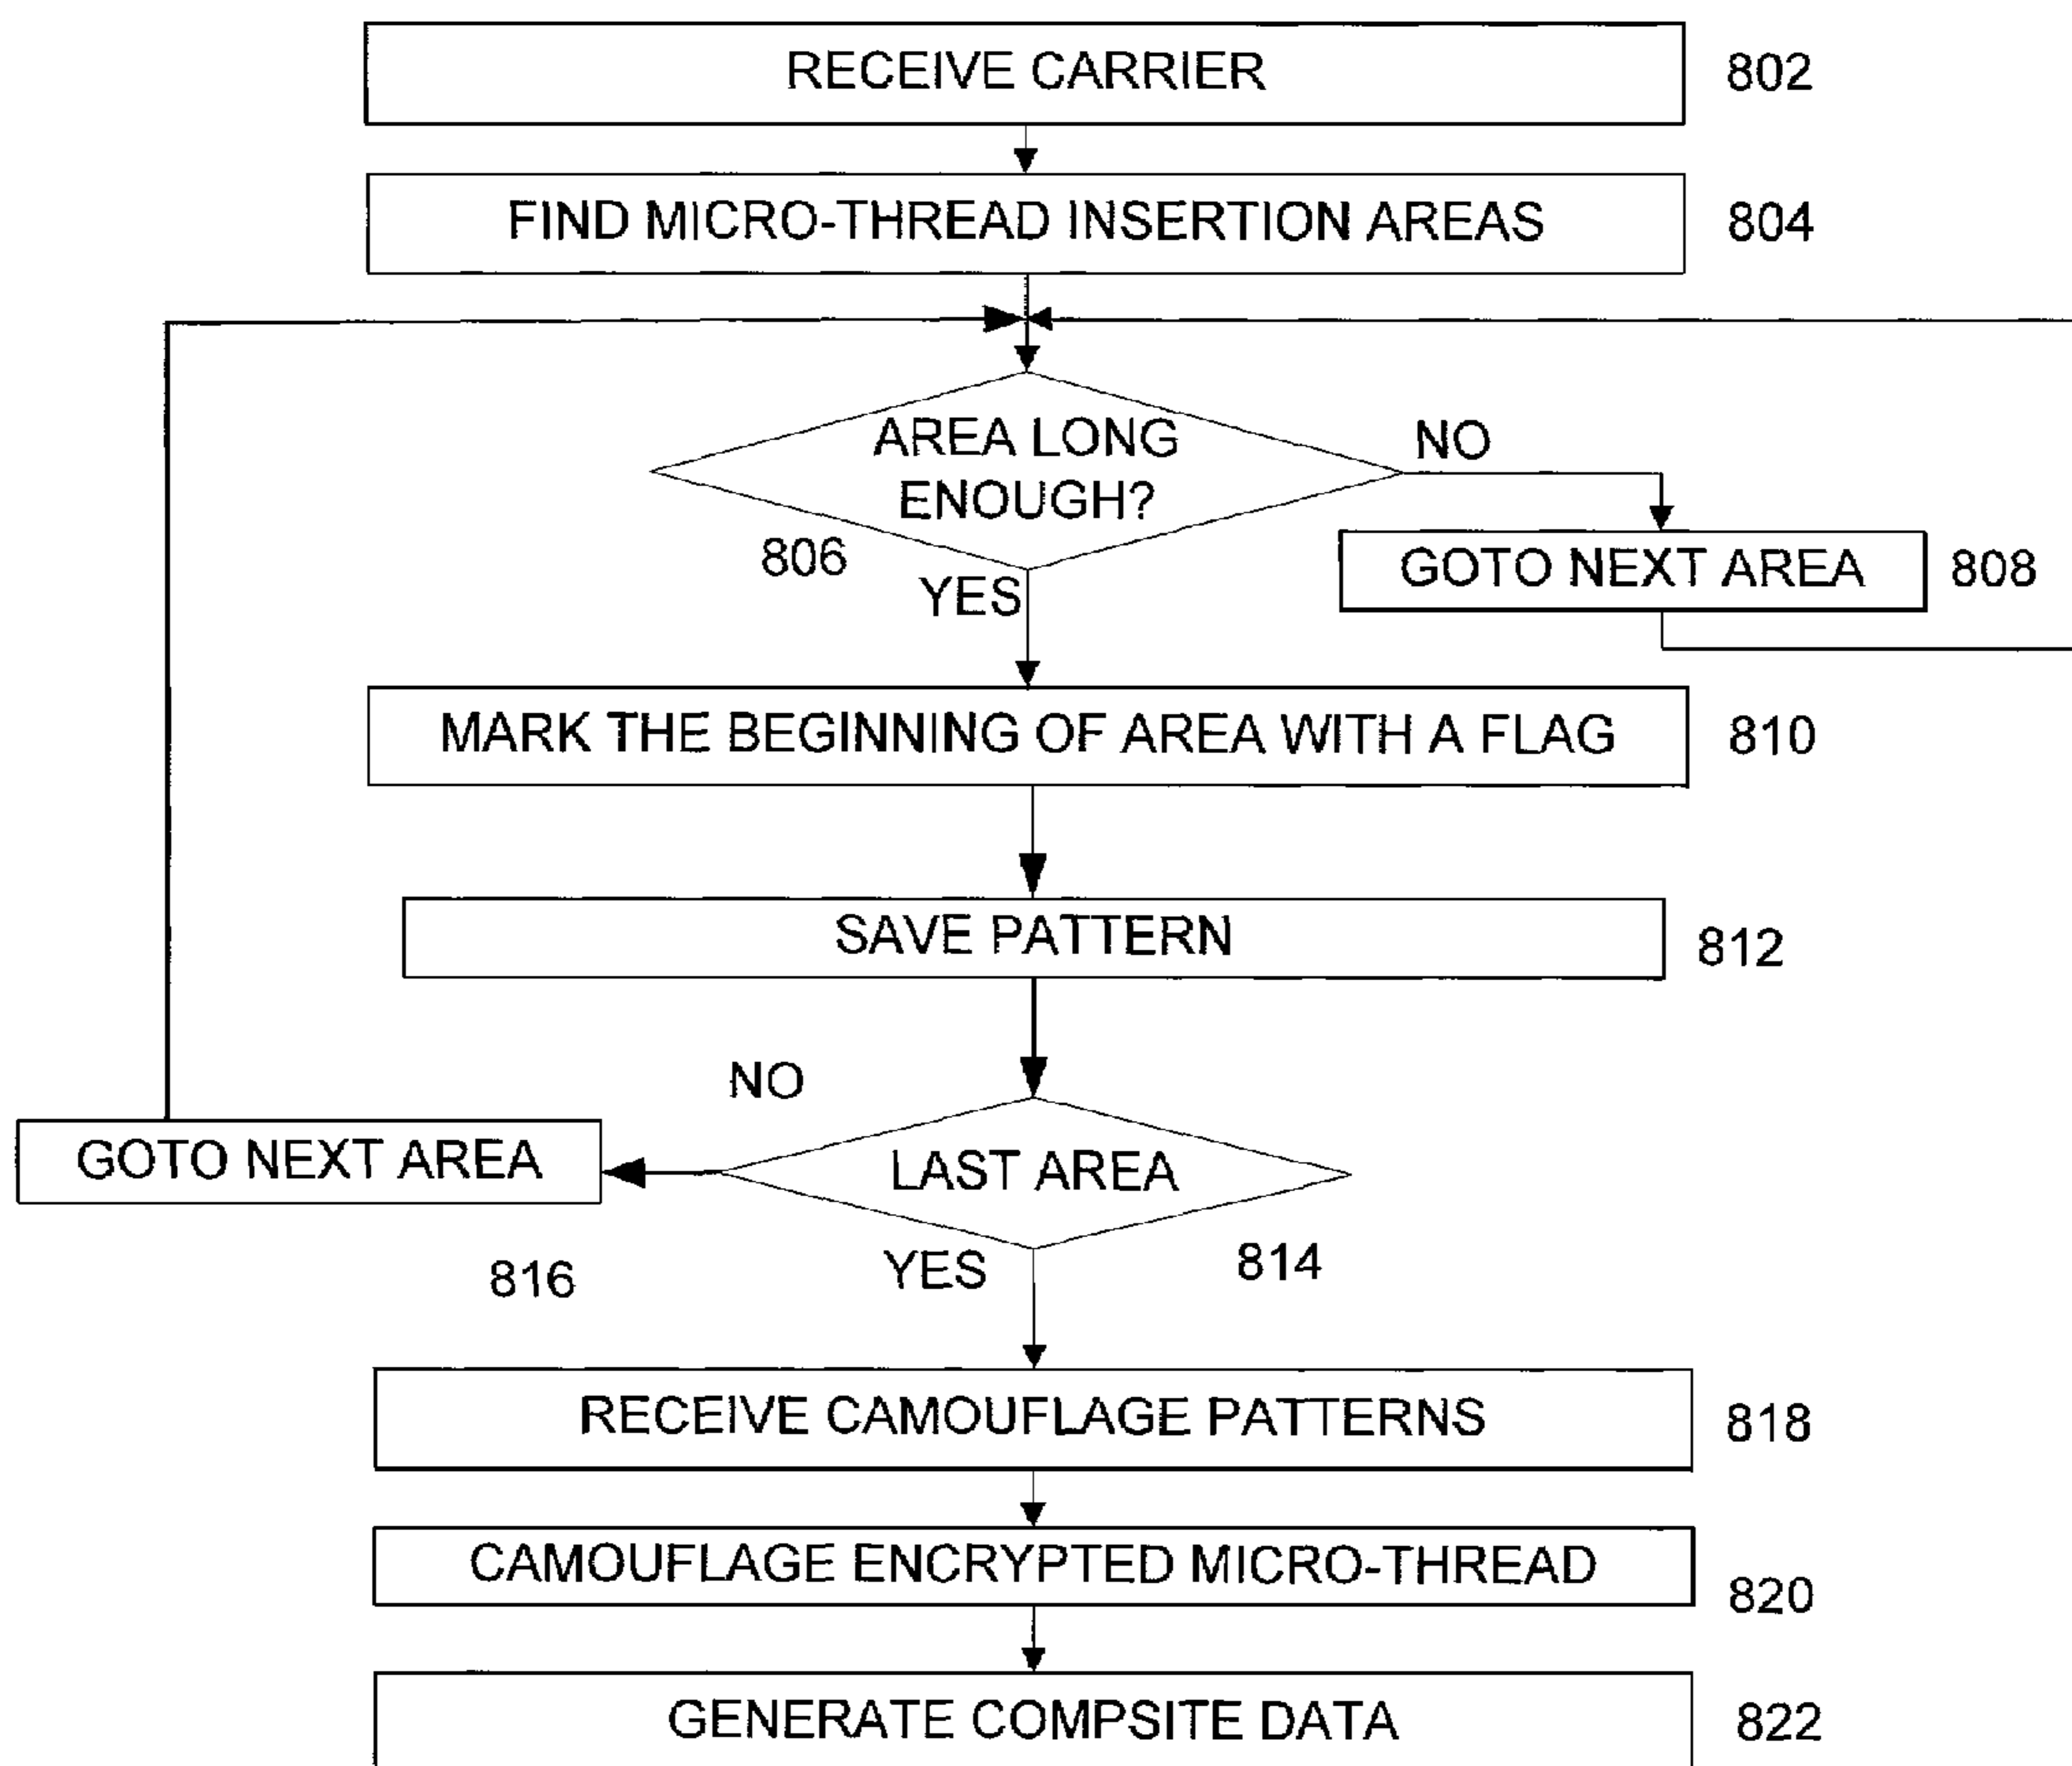 RECEIVE CARRIER
802
FIND MICRO-THREAD INSERTION AREAS
804
AREA LONG
ENOUGH?
806
NO
GOTO NEXT AREA
808
YES
MARK THE BEGINNING OF AREA WITH A FLAG
810
SAVE PATTERN
812
NO
GOTO NEXT AREA
816
LAST AREA
814
YES
RECEIVE CAMOUFLAGE PATTERNS
818
CAMOUFLAGE ENCRYPTED MICRO-THREAD
820
GENERATE COMPSITE DATA
822